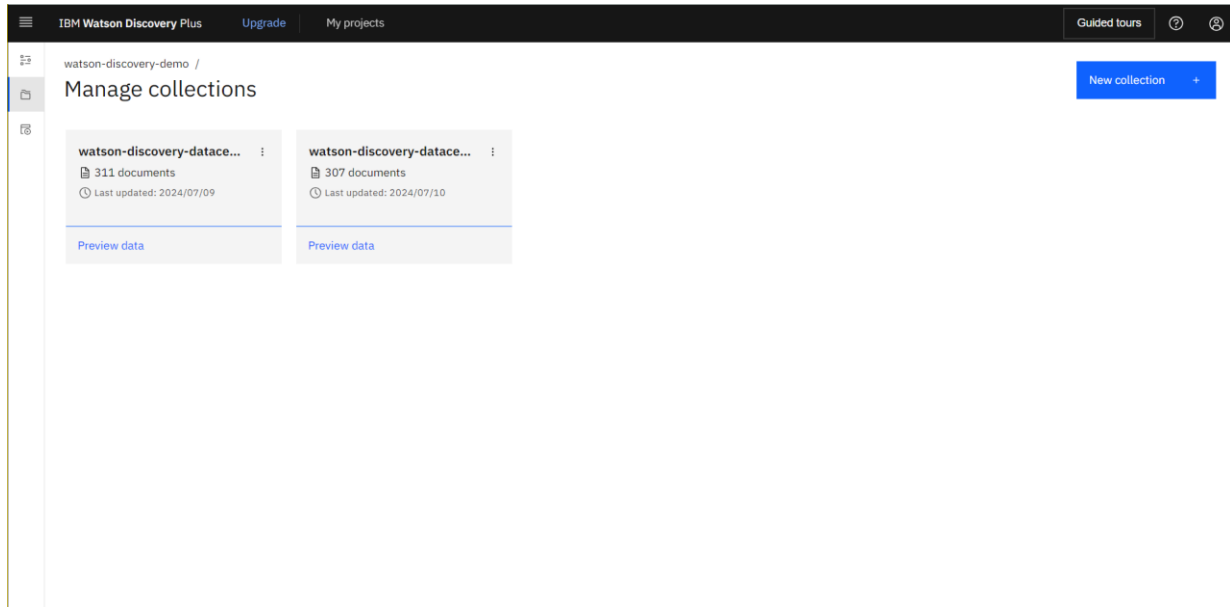 IBM Watson Discovery Plus Upgrade My projects Guided tours
watson-discovery-demo /
Manage collections
New collection +
watson-discovery-datace...
311 documents
Last updated: 2024/07/09
Preview data
watson-discovery-datace...
307 documents
Last updated: 2024/07/10
Preview data